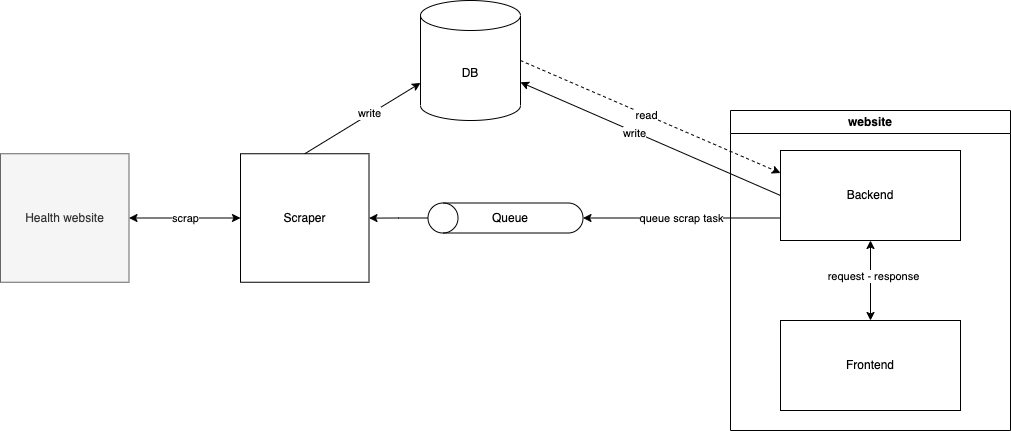 DB
write
read
write
website
Backend
Health website
scrap
Scraper
Queue
queue scrap task
request - response
Frontend